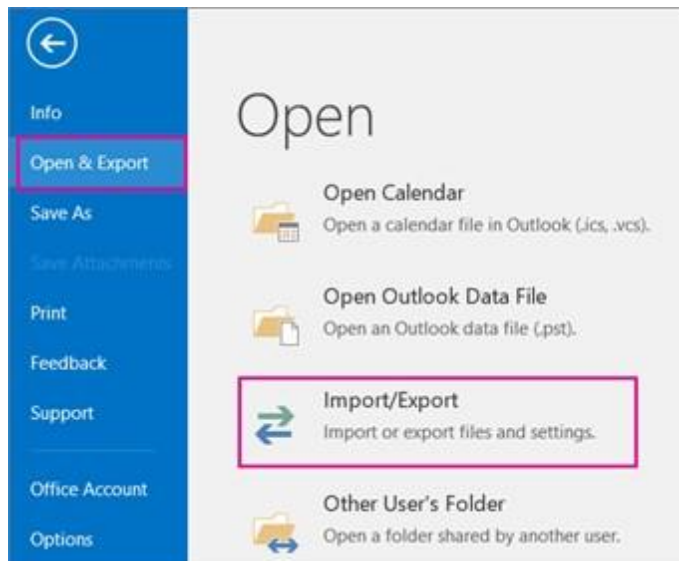 Info
Open & Export
Save As
Save Attachments
Print
Feedback
Support
Office Account
Options
Open
Open Calendar
Open a calendar file in Outlook (.ics, .vcs).
Open Outlook Data File
Open an Outlook data file (.pst).
Import/Export
Import or export files and settings.
Other User's Folder
Open a folder shared by another user.